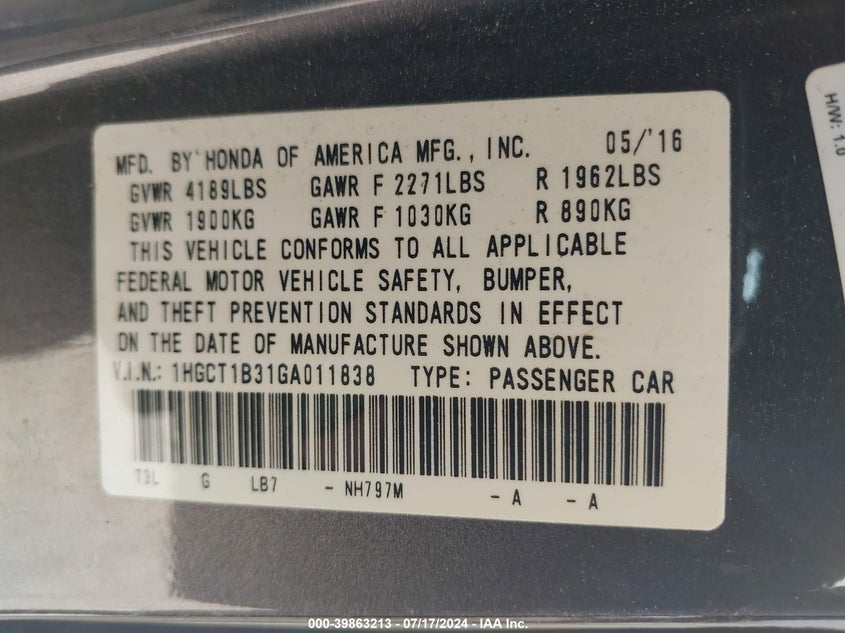 MFD. BY HONDA OF AMERICA MFG., INC. 05/'16
GVWR 4189LBS GAWR F 2271LBS R 1962LBS
GVWR 1900KG GAWR F 1030KG R 890KG
THIS VEHICLE CONFORMS TO ALL APPLICABLE
FEDERAL MOTOR VEHICLE SAFETY, BUMPER,
AND THEFT PREVENTION STANDARDS IN EFFECT
ON THE DATE OF MANUFACTURE SHOWN ABOVE.
V.I.N.: 1HGCT1B31GA011838 TYPE: PASSENGER CAR
T3L G LB7 - NH797M - A - A
H/W: 1.0
000-39863213 - 07/17/2024 - IAA Inc.